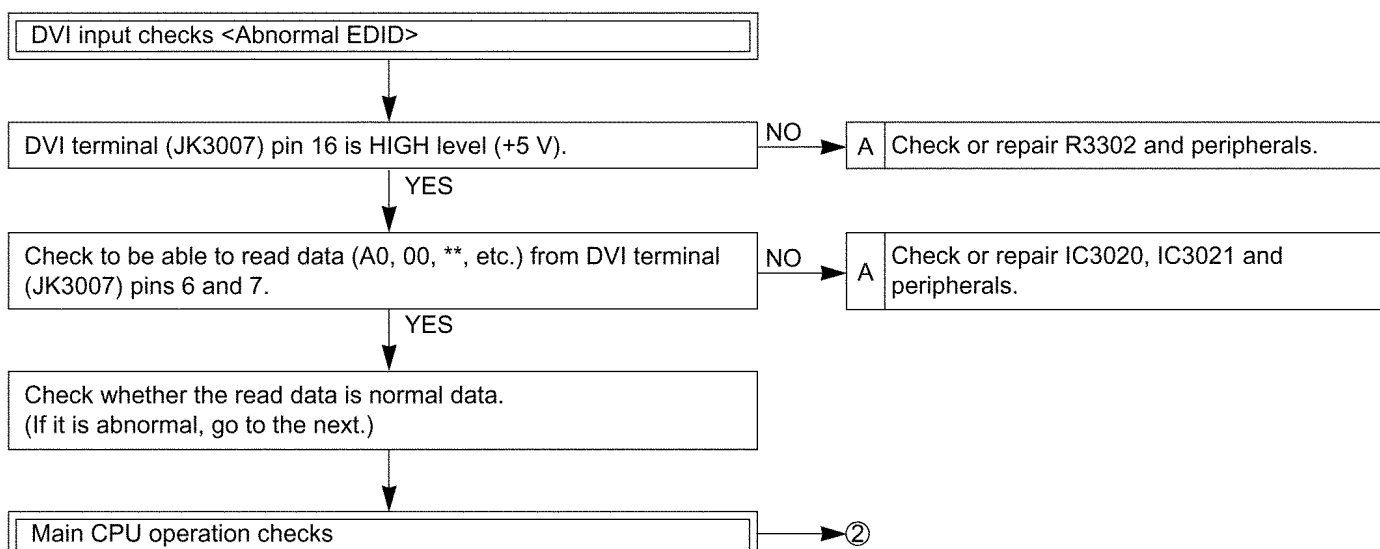 DVI input checks <Abnormal EDID>
DVI terminal (JK3007) pin 16 is HIGH level (+5 V).
NO
A
Check or repair R3302 and peripherals.
YES
Check to be able to read data (A0, 00, **, etc.) from DVI terminal
(JK3007) pins 6 and 7.
NO
A
Check or repair IC3020, IC3021 and
peripherals.
YES
Check whether the read data is normal data.
(If it is abnormal, go to the next.)
Main CPU operation checks
②